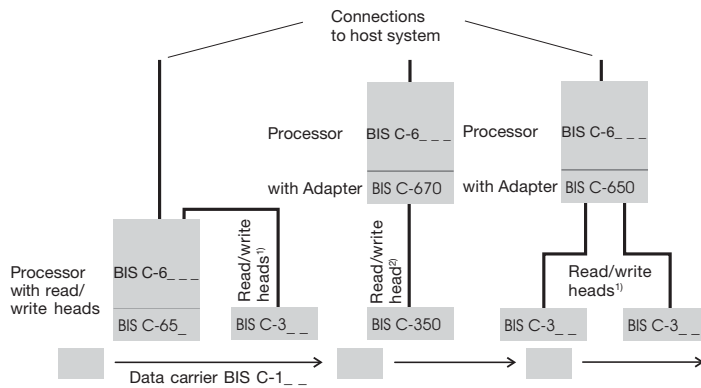 Connections
to host system
Processor
BIS C-6_ _ _
Processor
BIS C-6_ _ _
with Adapter
BIS C-670
with Adapter
BIS C-650
Processor
with read/
write heads
BIS C-6_ _ _
BIS C-65_
Read/write
heads1)
BIS C-3_ _
Read/write
head2)
BIS C-350
Read/write
heads1)
BIS C-3_ _
BIS C-3_ _
Data carrier BIS C-1_ _